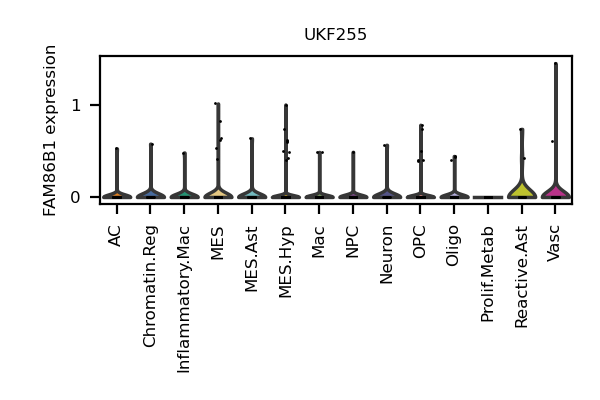 UKF255
FAM86B1 expression
1
0
AC
Chromatin.Reg
Inflammatory.Mac
MES
MES.Ast
MES.Hyp
Mac
NPC
Neuron
OPC
Oligo
Prolif.Metab
Reactive.Ast
Vasc